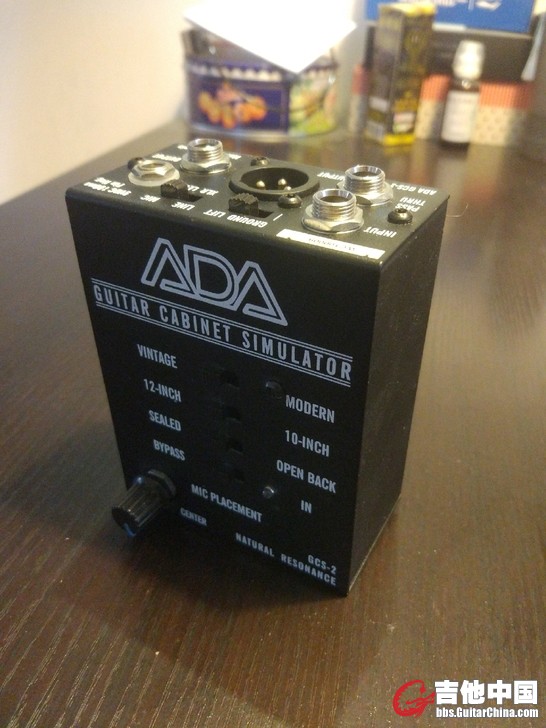 ADA GCS-2
PASS
THRU
OUTPUT
INPUT
GROUND LIFT
LINE
MIC
ADA
GUITAR CABINET SIMULATOR
VINTAGE
MODERN
12-INCH
10-INCH
SEALED
OPEN BACK
BYPASS
IN
MIC PLACEMENT
CENTER
GCS-2
NATURAL RESONANCE
吉他中国
bbs.GuitarChina.com